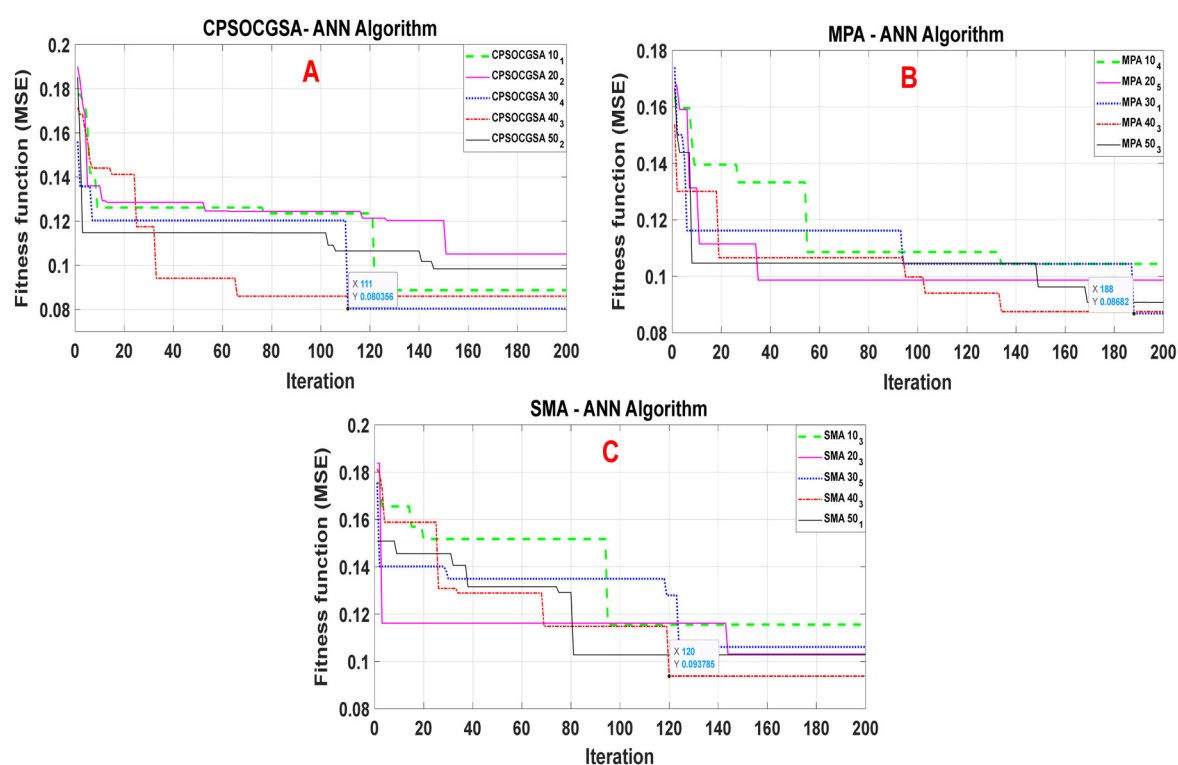 CPSOCGSA- ANN Algorithm
A
Fitness function (MSE)
0.2
0.18
0.16
0.14
0.12
0.1
0.08
0 20 40 60 80 100 120 140 160 180 200
Iteration
CPSOCGSA 10₁
CPSOCGSA 20₂
CPSOCGSA 30₄
CPSOCGSA 40₃
CPSOCGSA 50₂
X 111
Y 0.080356
MPA - ANN Algorithm
B
Fitness function (MSE)
0.18
0.16
0.14
0.12
0.1
0.08
0 20 40 60 80 100 120 140 160 180 200
Iteration
MPA 10₄
MPA 20₅
MPA 30₁
MPA 40₃
MPA 50₃
X 188
Y 0.08682
SMA - ANN Algorithm
C
Fitness function (MSE)
0.2
0.18
0.16
0.14
0.12
0.1
0.08
0 20 40 60 80 100 120 140 160 180 200
Iteration
SMA 10₃
SMA 20₃
SMA 30₅
SMA 40₃
SMA 50₁
X 120
Y 0.093785